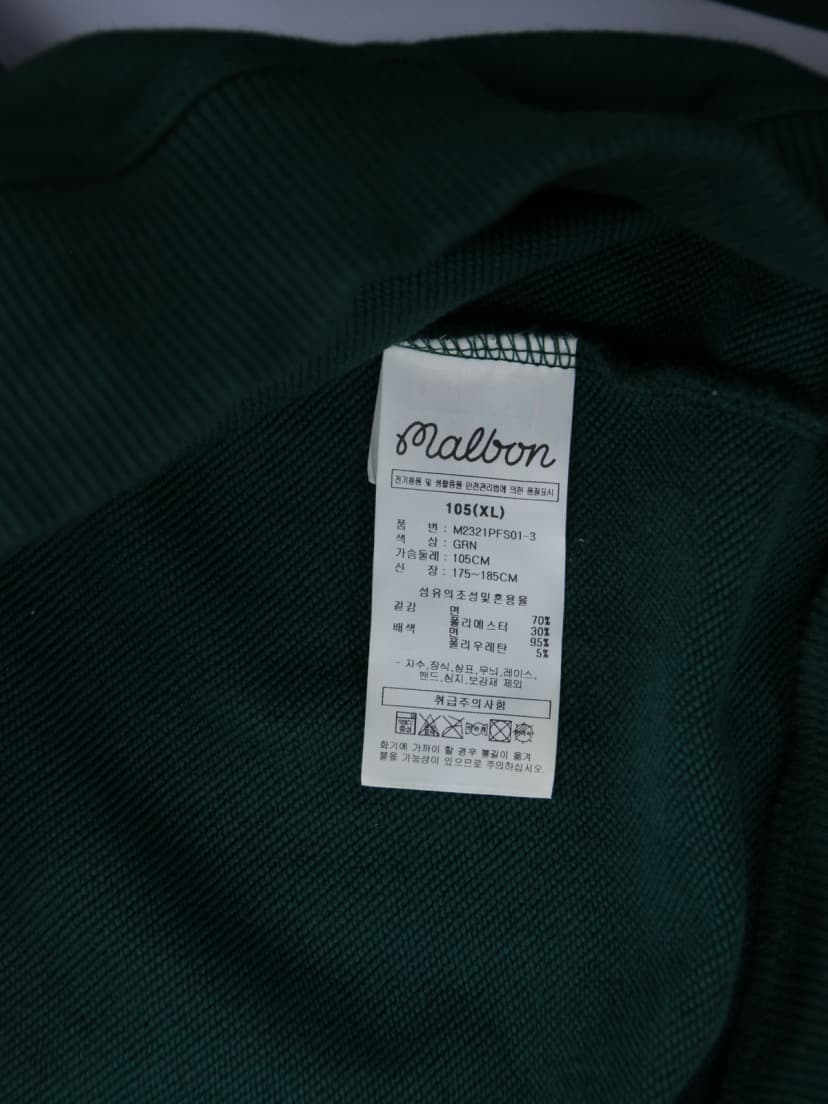 malbon
전기용품 및 생활용품 안전관리법에 의한 품질표시
105(XL)
품 번 : M2321PFS01-3
색 상 : GRN
가슴둘레 : 105CM
신 장 : 175~185CM
섬유의조성및혼용율
겉감 면 70%
폴리에스터 30%
배색 면 95%
폴리우레탄 5%
- 자수,장식,상표,무늬,레이스,
밴드,심지,보강재 제외
취급주의사항
화기에 가까이 할 경우 불길이 옮겨
붙을 가능성이 있으므로 주의하십시오.